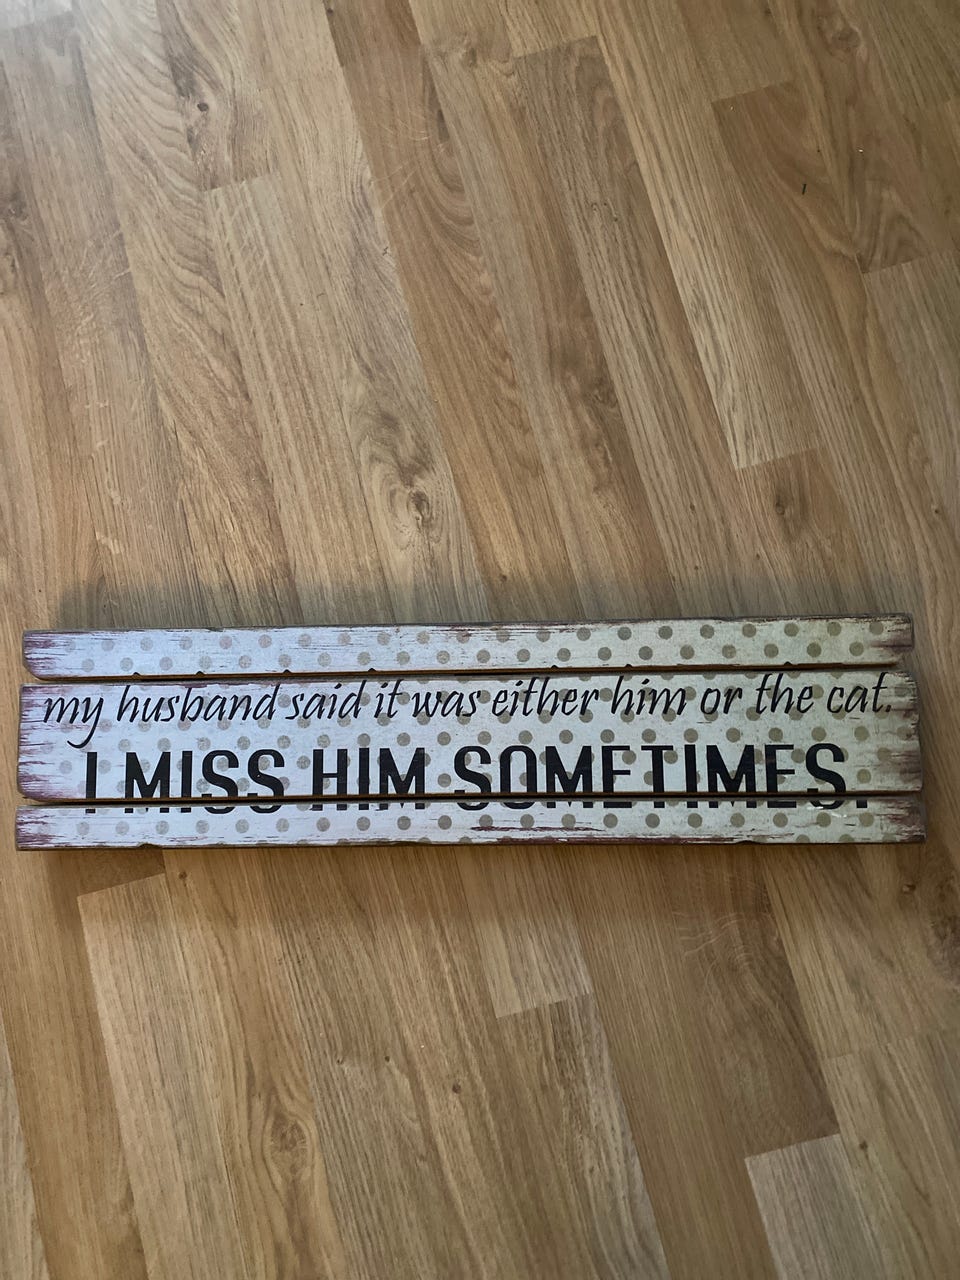 my husband said it was either him or the cat.
I MISS HIM SOMETIMES.